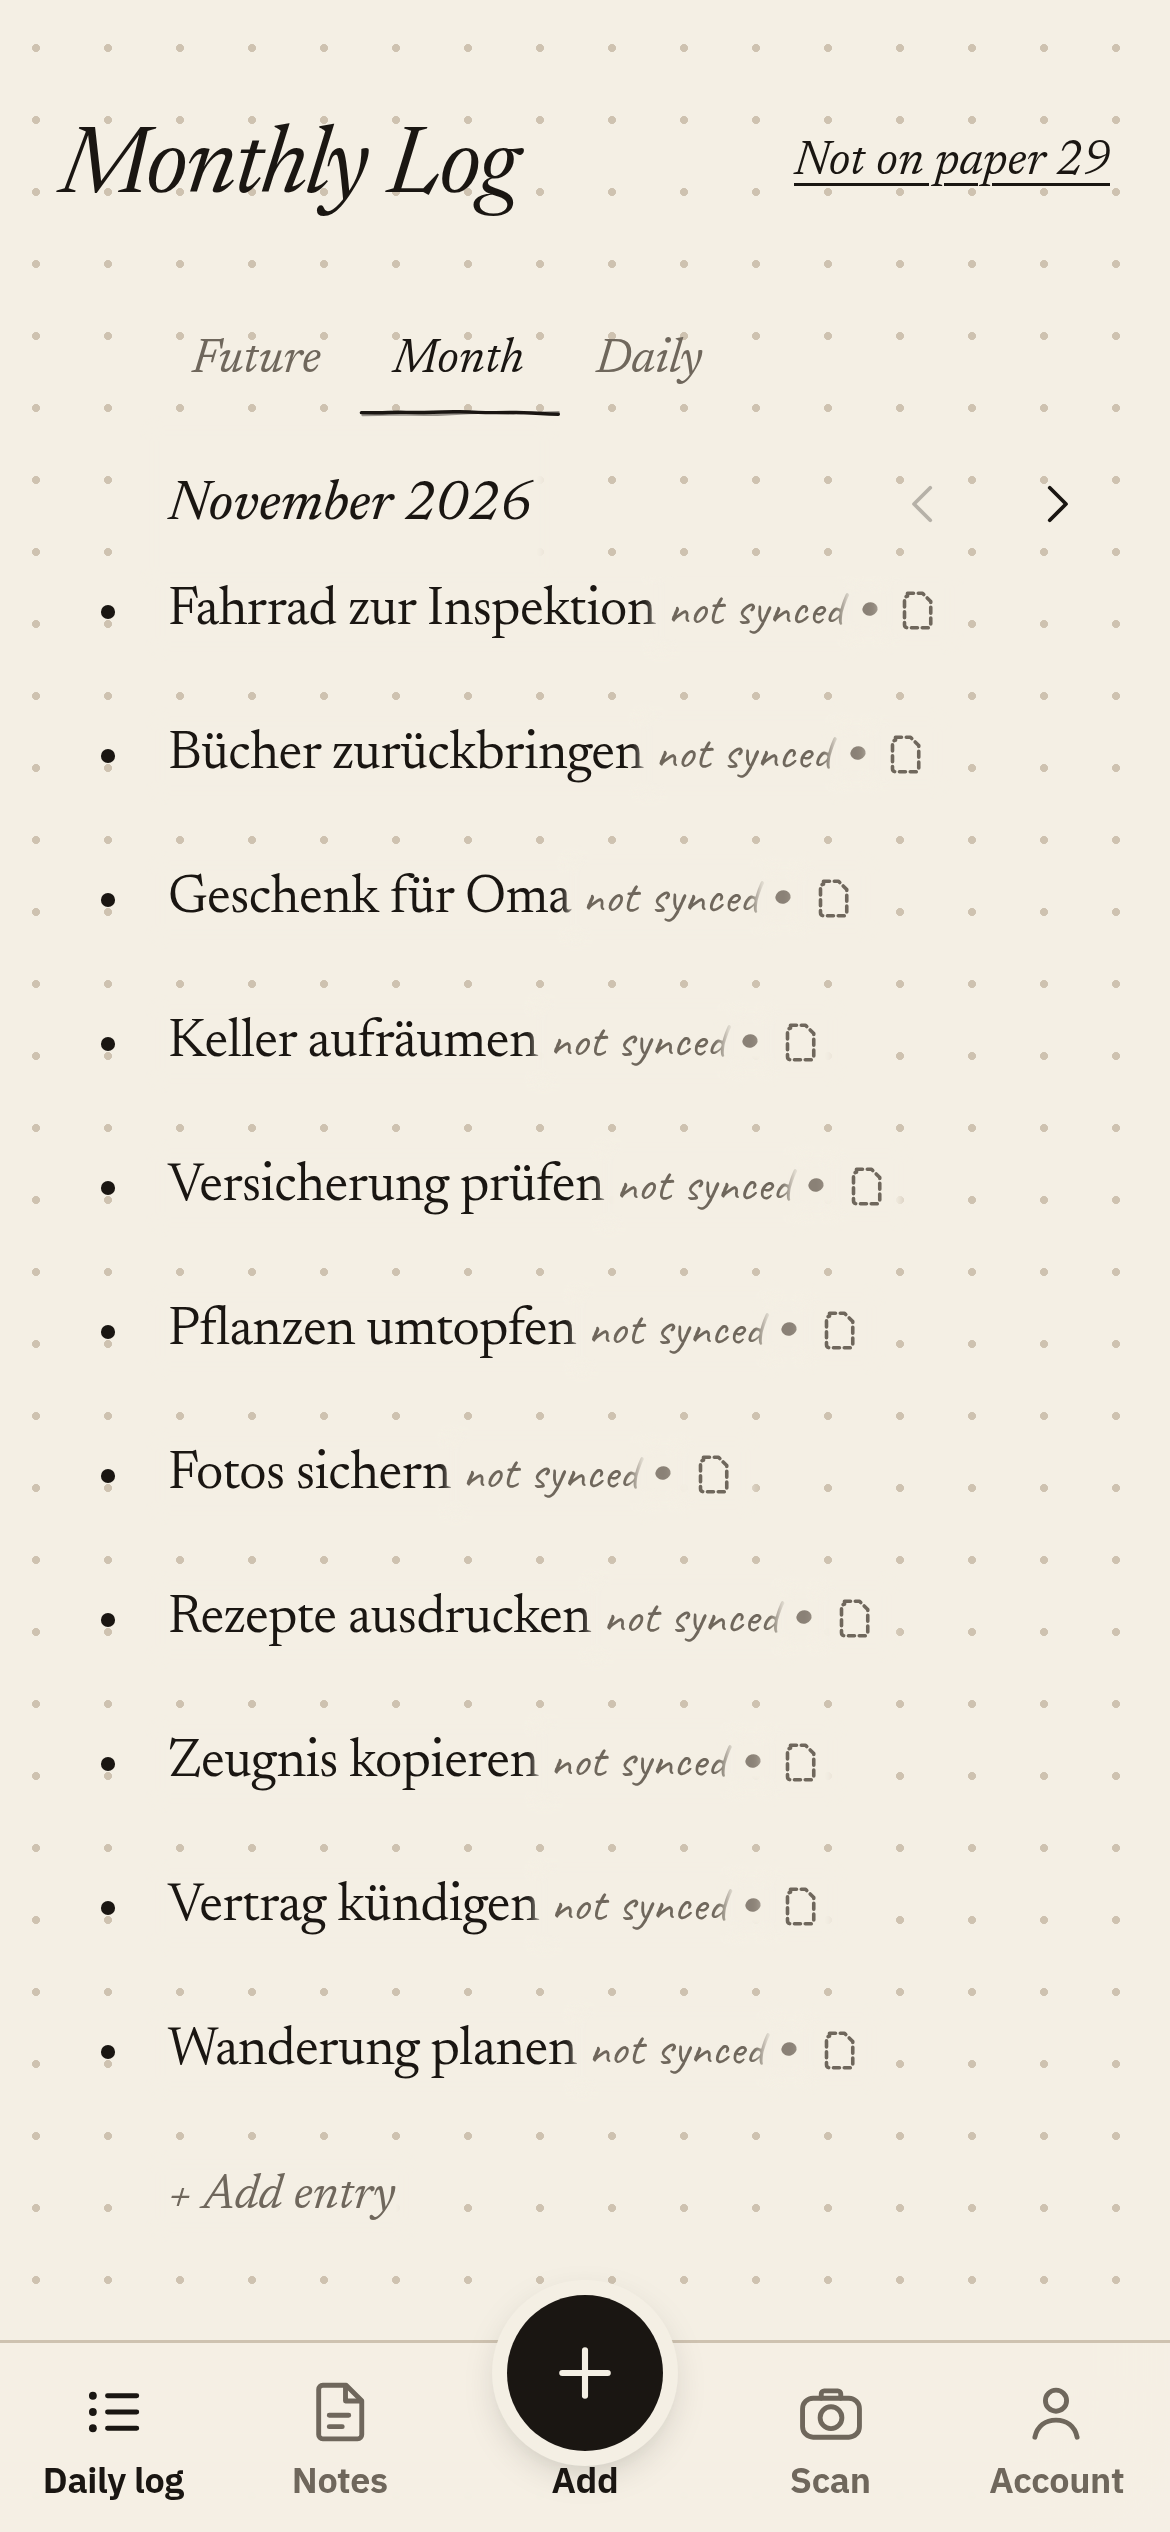 Monthly Log
Not on paper 29
Future Month Daily
November 2026
• Fahrrad zur Inspektion not synced •
• Bücher zurückbringen not synced •
• Geschenk für Oma not synced •
• Keller aufräumen not synced •
• Versicherung prüfen not synced •
• Pflanzen umtopfen not synced •
• Fotos sichern not synced •
• Rezepte ausdrucken not synced •
• Zeugnis kopieren not synced •
• Vertrag kündigen not synced •
• Wanderung planen not synced •
+ Add entry
Daily log Notes Add Scan Account